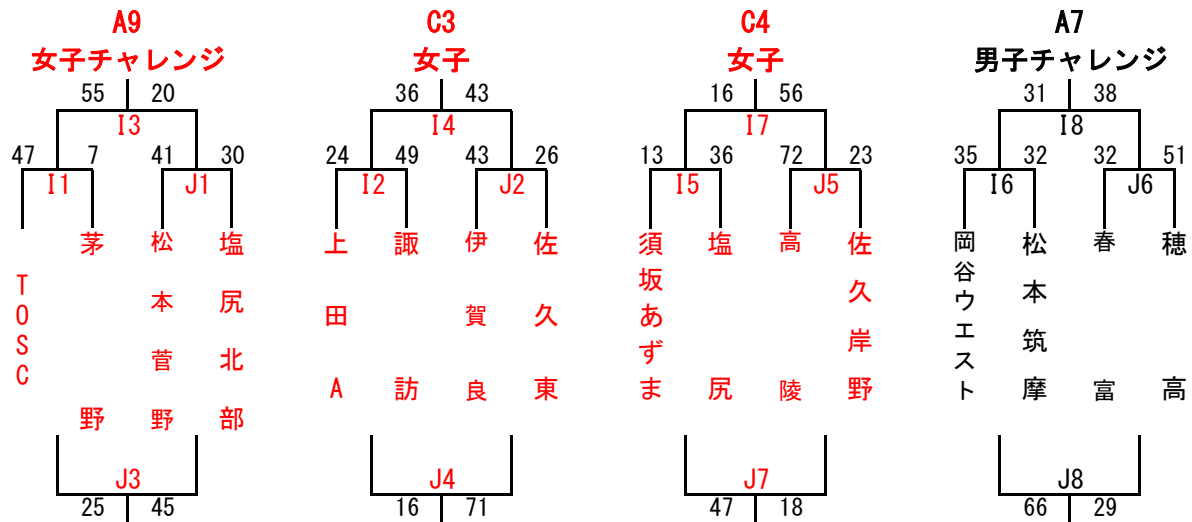 A9 C3 C4 A7
女子チャレンジ 女子 女子 男子チャレンジ
55 20 36 43 16 56 31 38
I3 I4 I7 I8
47 7 41 30 24 49 43 26 13 36 72 23 35 32 32 51
I1 J1 I2 J2 I5 J5 I6 J6
TOSC
茅野
松本菅野
塩尻北部
上田A
諏訪
伊賀良
佐久東
須坂あずま
塩尻
高陵
佐久岸野
岡谷ウエスト
松本筑摩
春富
穂高
J3 J4 J7 J8
25 45 16 71 47 18 66 29